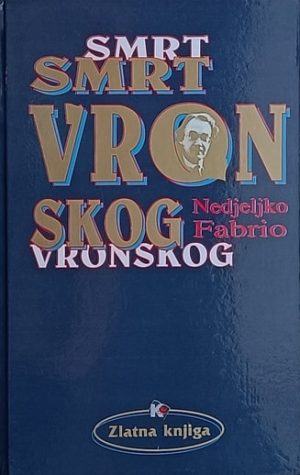 SMRT
SMRT
VRON
SKOG
Nedjeljko
Fabrio
VRONSKOG
Zlatna knjiga